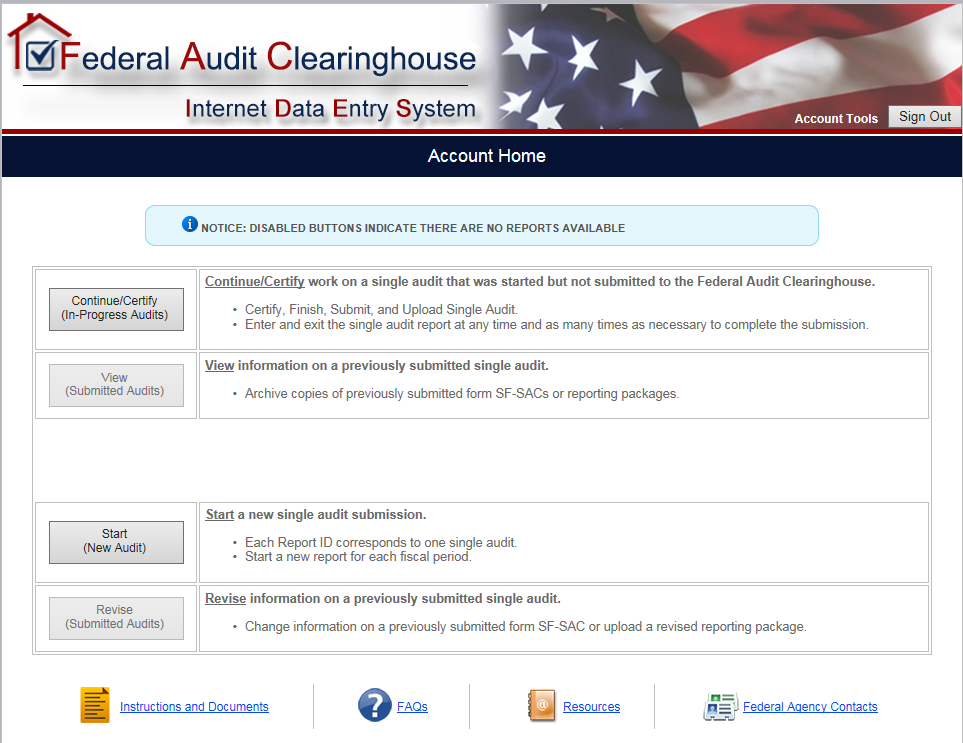 Federal Audit Clearinghouse
Internet Data Entry System
Account Tools
Sign Out
Account Home
NOTICE: DISABLED BUTTONS INDICATE THERE ARE NO REPORTS AVAILABLE
Continue/Certify
(In-Progress Audits)
Continue/Certify work on a single audit that was started but not submitted to the Federal Audit Clearinghouse.
• Certify, Finish, Submit, and Upload Single Audit.
• Enter and exit the single audit report at any time and as many times as necessary to complete the submission.
View
(Submitted Audits)
View information on a previously submitted single audit.
• Archive copies of previously submitted form SF-SACs or reporting packages.
Start
(New Audit)
Start a new single audit submission.
• Each Report ID corresponds to one single audit.
• Start a new report for each fiscal period.
Revise
(Submitted Audits)
Revise information on a previously submitted single audit.
• Change information on a previously submitted form SF-SAC or upload a revised reporting package.
Instructions and Documents
FAQs
Resources
Federal Agency Contacts